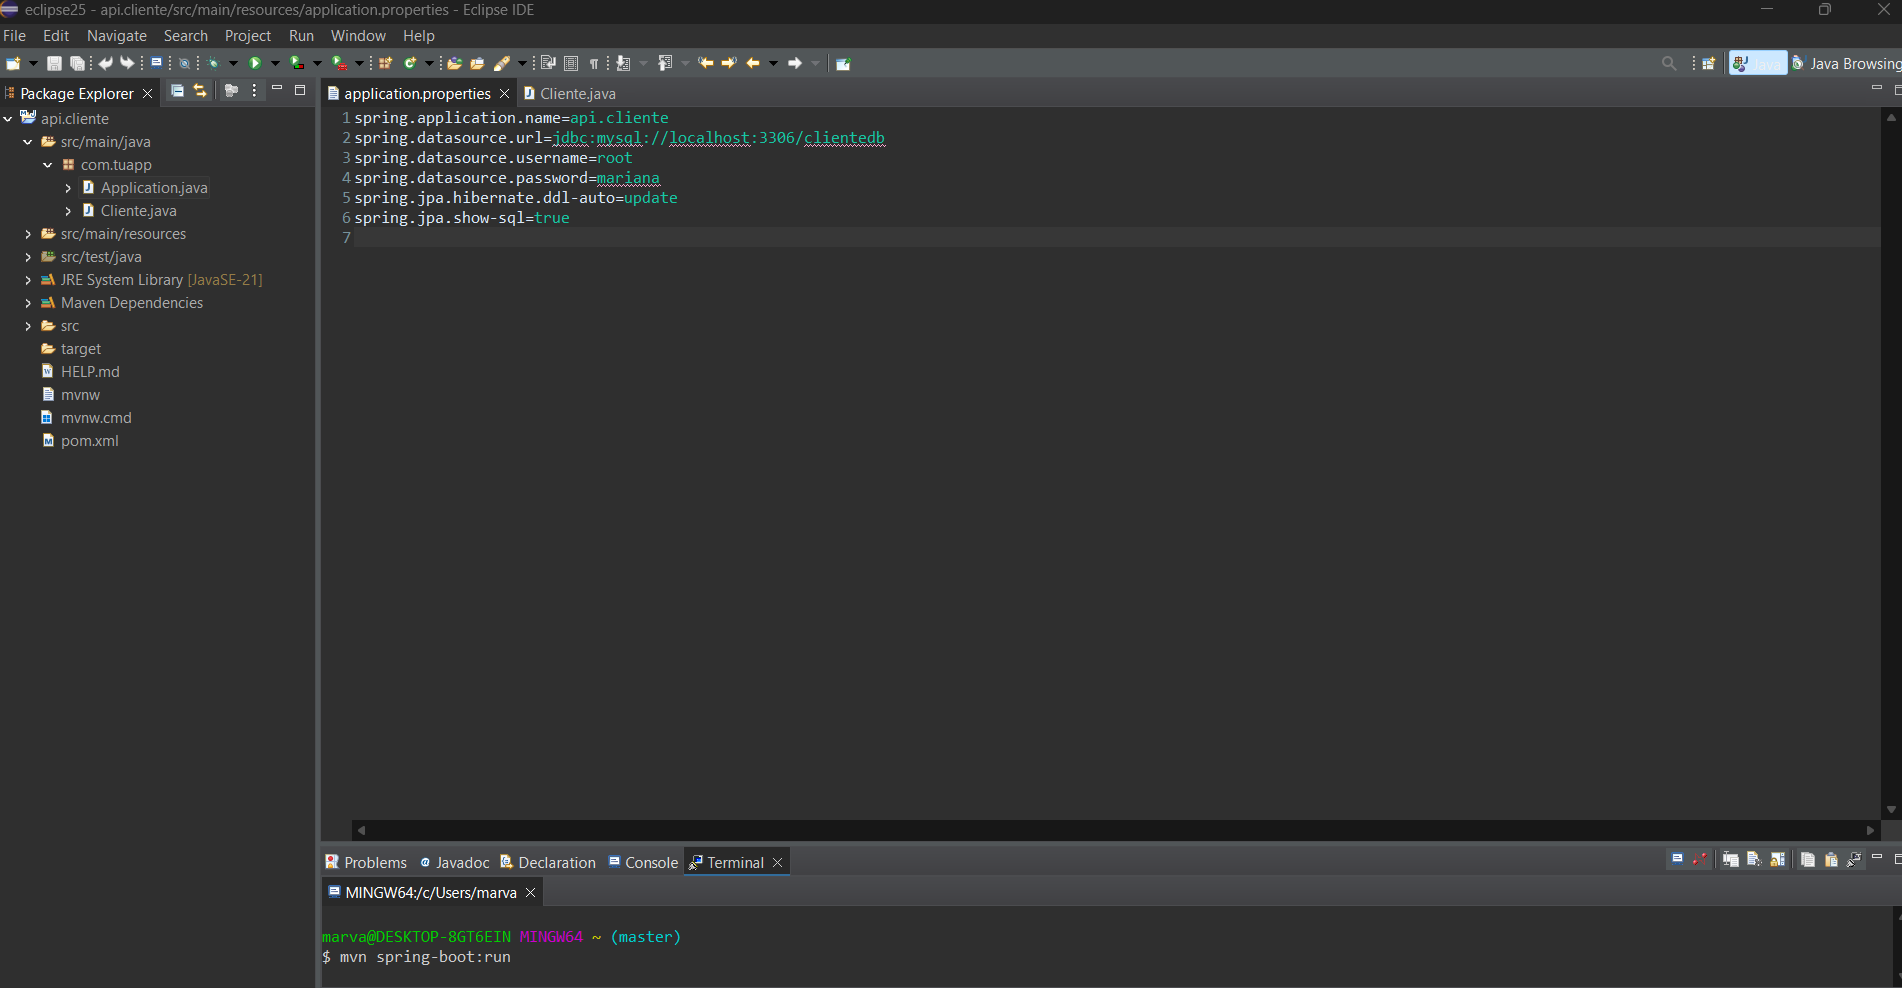 eclipse25 - api.cliente/src/main/resources/application.properties - Eclipse IDE
File Edit Navigate Search Project Run Window Help
Java Java Browsing
Package Explorer
api.cliente
src/main/java
com.tuapp
Application.java
Cliente.java
src/main/resources
src/test/java
JRE System Library [JavaSE-21]
Maven Dependencies
src
target
HELP.md
mvnw
mvnw.cmd
pom.xml
application.properties Cliente.java
1 spring.application.name=api.cliente
2 spring.datasource.url=jdbc:mysql://localhost:3306/clientedb
3 spring.datasource.username=root
4 spring.datasource.password=mariana
5 spring.jpa.hibernate.ddl-auto=update
6 spring.jpa.show-sql=true
7
Problems Javadoc Declaration Console Terminal
MINGW64:/c/Users/marva
marva@DESKTOP-8GT6EIN MINGW64 ~ (master)
$ mvn spring-boot:run